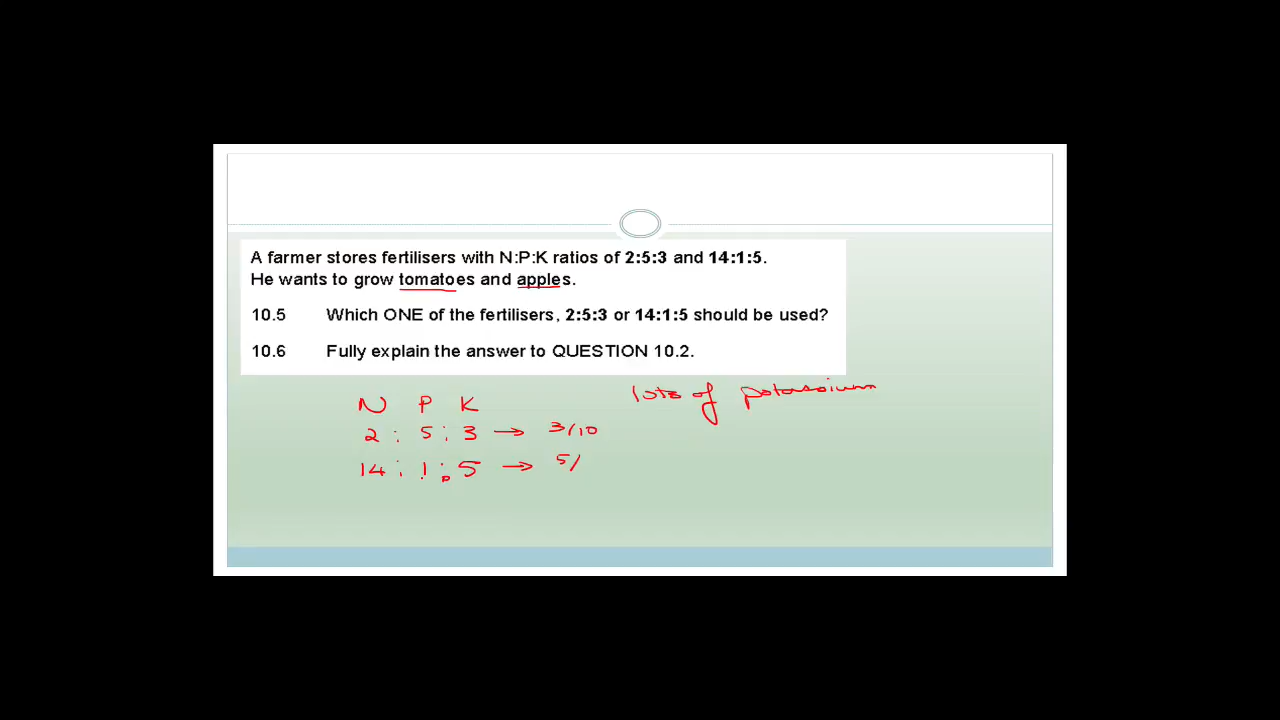 A farmer stores fertilisers with N:P:K ratios of 2:5:3 and 14:1:5.
He wants to grow tomatoes and apples.
10.5 Which ONE of the fertilisers, 2:5:3 or 14:1:5 should be used?
10.6 Fully explain the answer to QUESTION 10.2.
lots of potassium
N P K
2 : 5 : 3 → 3/10
14 : 1 : 5 → 5/